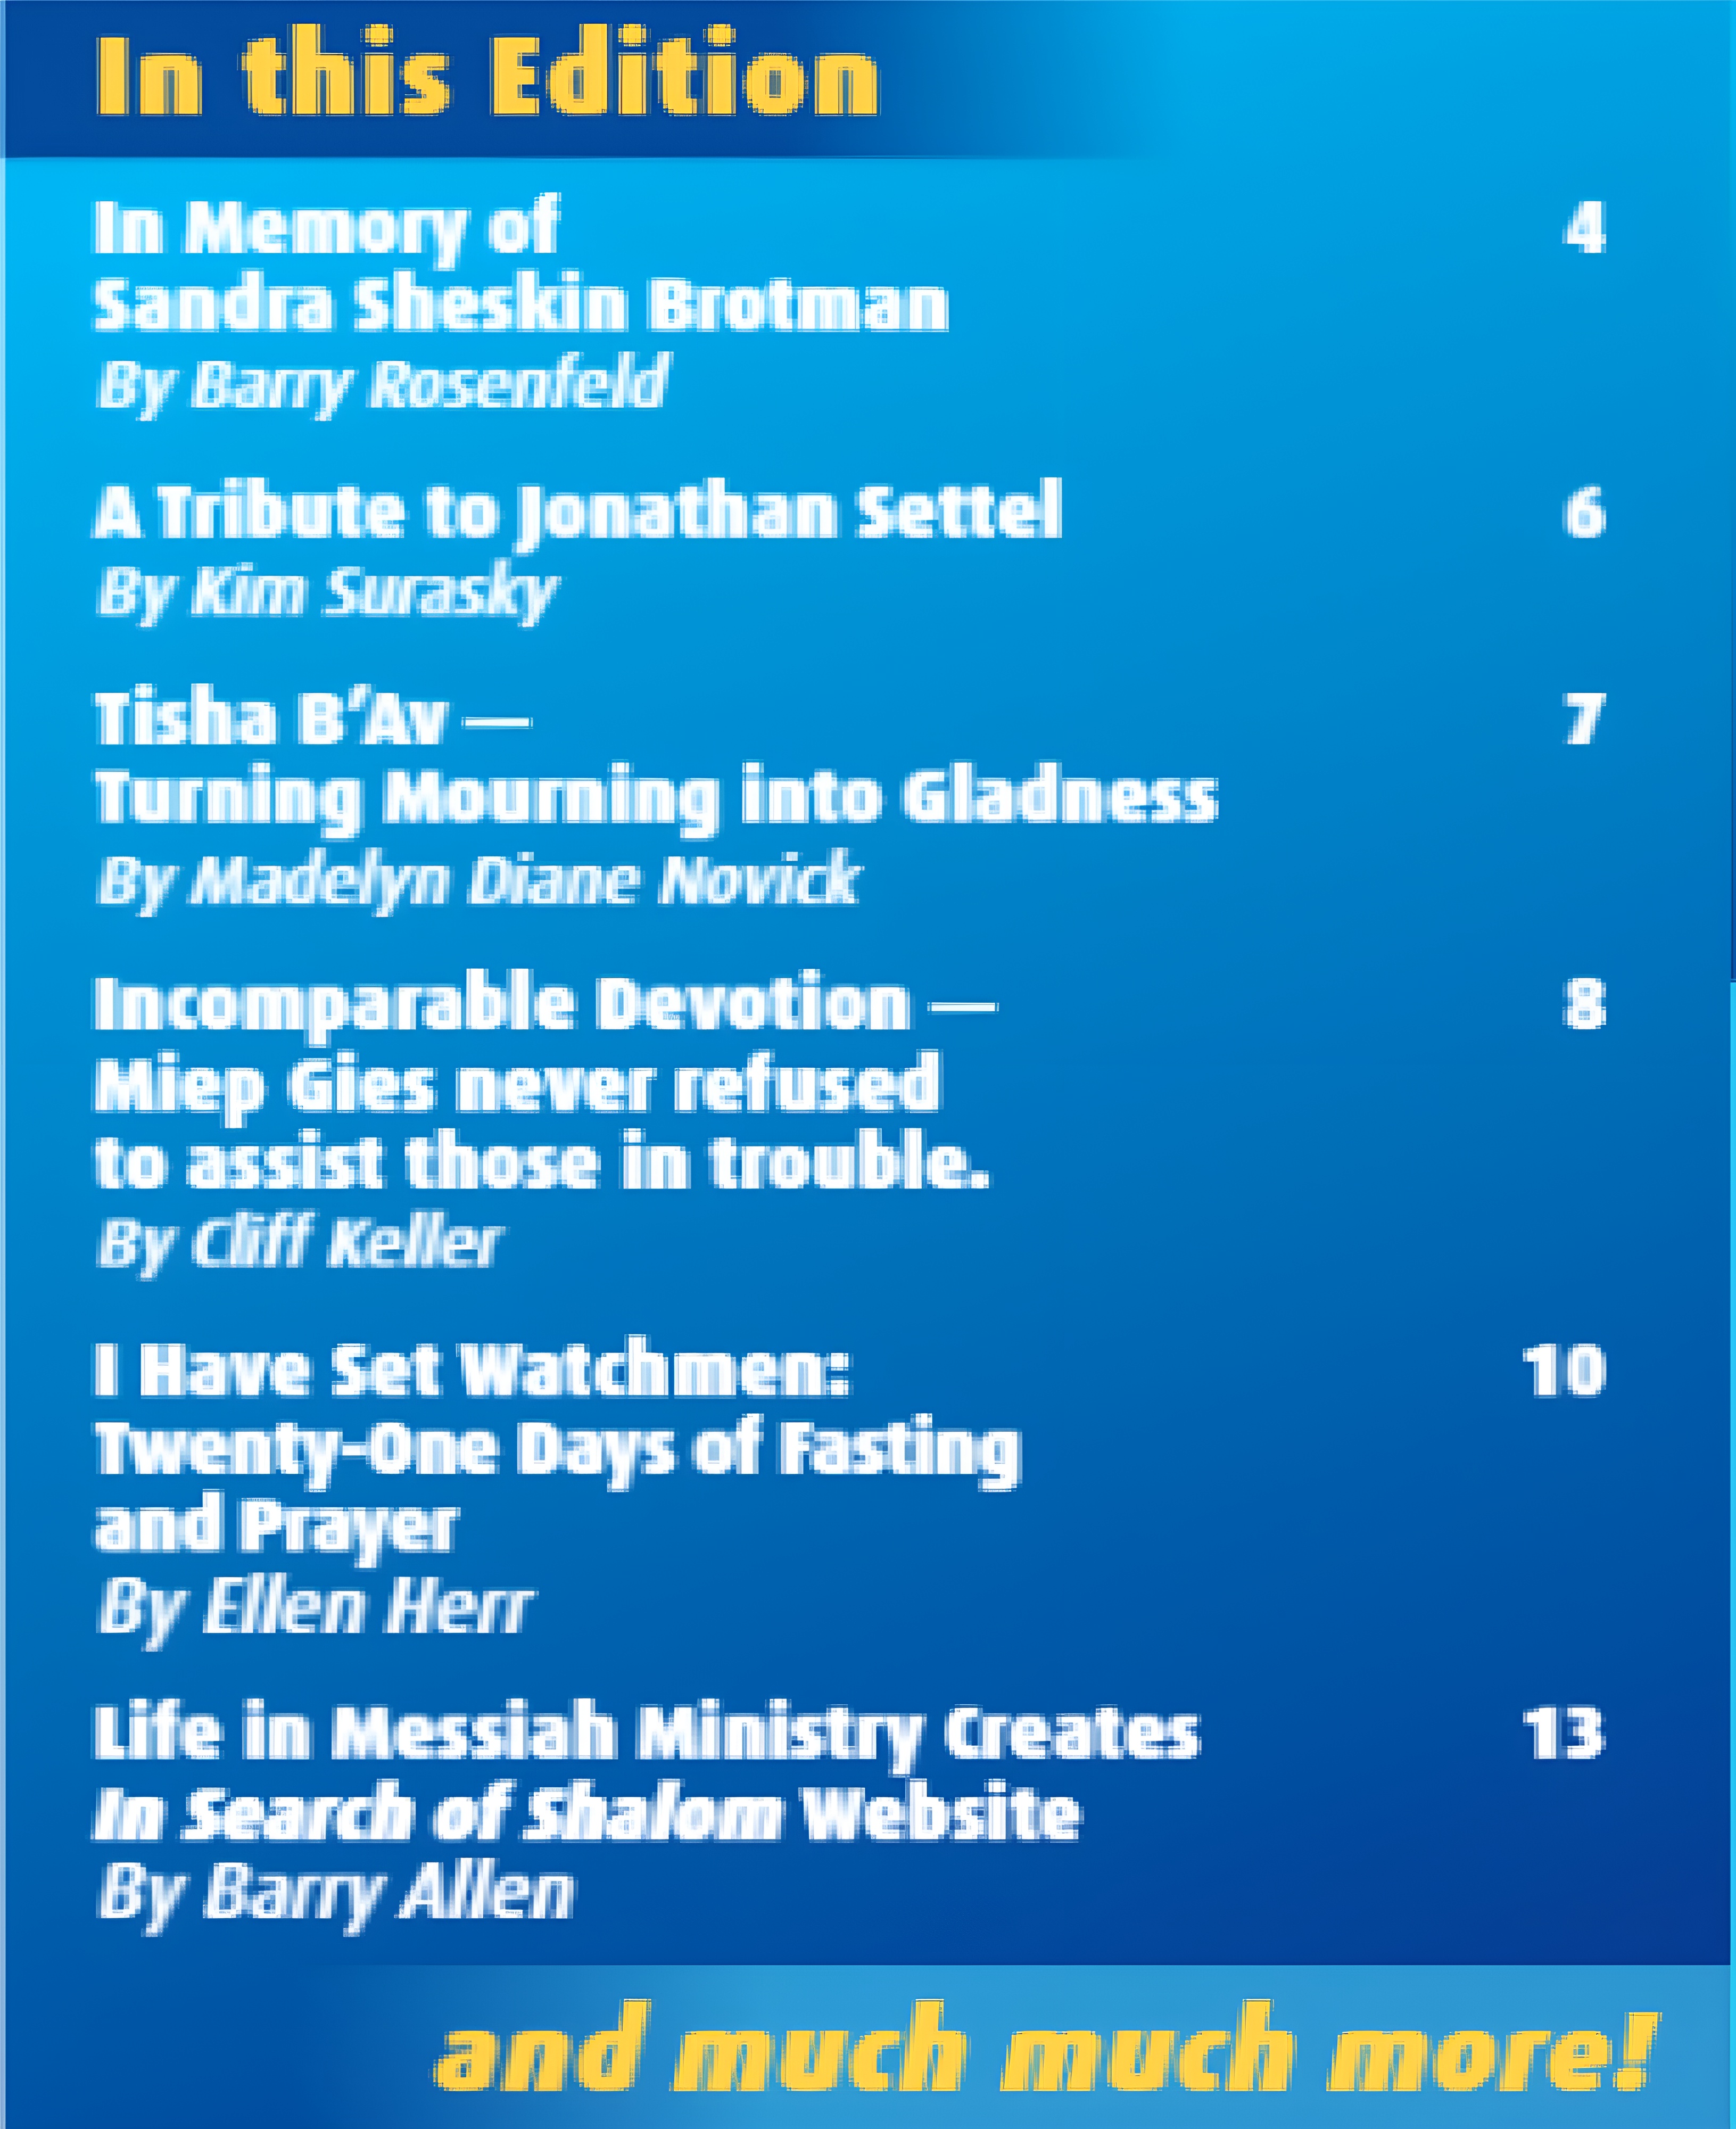 In this Edition
In Memory of 4
Sandra Sheskin Brotman
By Barry Rosenfeld
A Tribute to Jonathan Settel 6
By Kim Surasky
Tisha B’Av — 7
Turning Mourning into Gladness
By Madelyn Diane Novick
Incomparable Devotion — 8
Miep Gies never refused
to assist those in trouble.
By Cliff Keller
I Have Set Watchmen: 10
Twenty-One Days of Fasting
and Prayer
By Ellen Herr
Life in Messiah Ministry Creates 13
In Search of Shalom Website
By Barry Allen
and much much more!